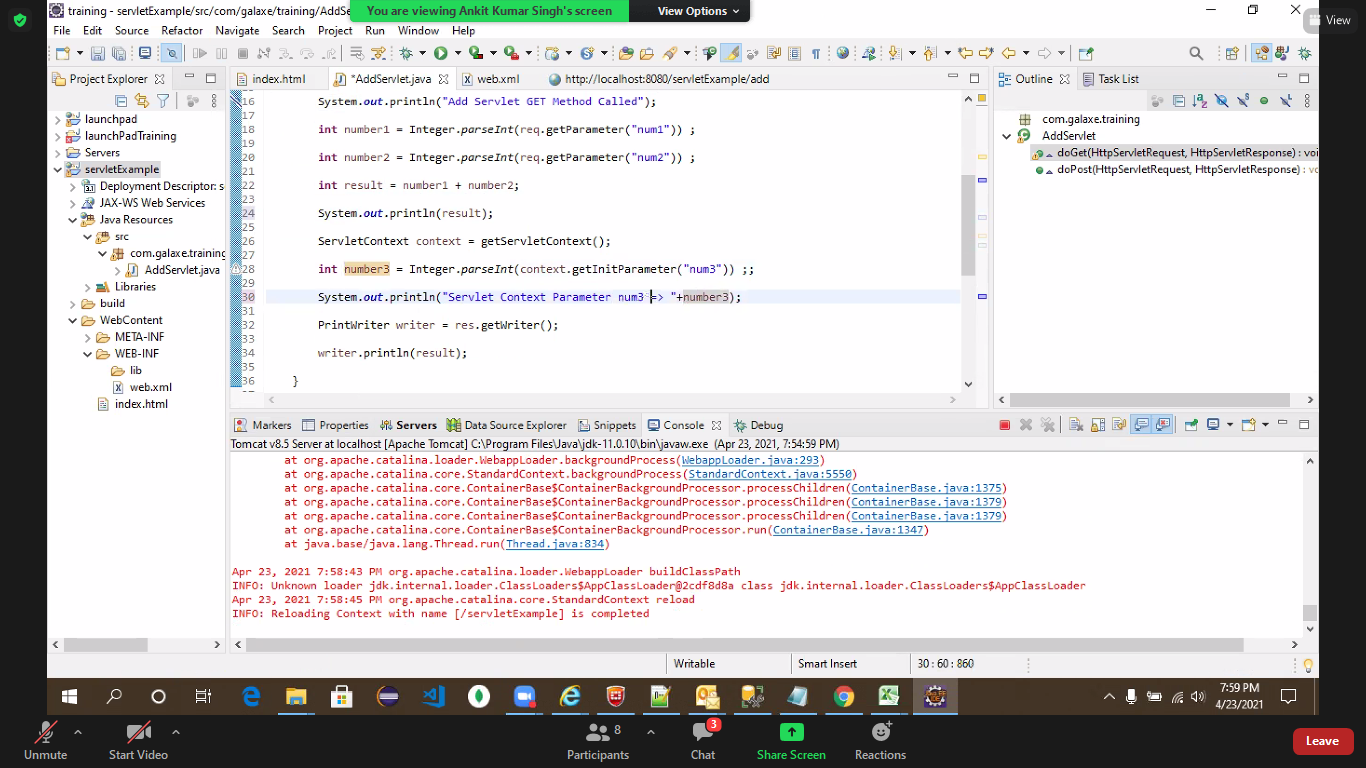 training - servletExample/src/com/galaxe/training/AddSe
You are viewing Ankit Kumar Singh's screen
View Options
View
File Edit Source Refactor Navigate Search Project Run Window Help
Project Explorer
index.html
*AddServlet.java
web.xml
http://localhost:8080/servletExample/add
Outline
Task List
launchpad
launchPadTraining
Servers
servletExample
Deployment Descriptor: s
JAX-WS Web Services
Java Resources
src
com.galaxe.training
AddServlet.java
Libraries
build
WebContent
META-INF
WEB-INF
lib
web.xml
index.html
16 System.out.println("Add Servlet GET Method Called");
17
18 int number1 = Integer.parseInt(req.getParameter("num1")) ;
19
20 int number2 = Integer.parseInt(req.getParameter("num2")) ;
21
22 int result = number1 + number2;
23
24 System.out.println(result);
25
26 ServletContext context = getServletContext();
27
28 int number3 = Integer.parseInt(context.getInitParameter("num3")) ;;
29
30 System.out.println("Servlet Context Parameter num3 => "+number3);
31
32 PrintWriter writer = res.getWriter();
33
34 writer.println(result);
35
36 }
com.galaxe.training
AddServlet
doGet(HttpServletRequest, HttpServletResponse) : voi
doPost(HttpServletRequest, HttpServletResponse) : vo
Markers
Properties
Servers
Data Source Explorer
Snippets
Console
Debug
Tomcat v8.5 Server at localhost [Apache Tomcat] C:\Program Files\Java\jdk-11.0.10\bin\javaw.exe (Apr 23, 2021, 7:54:59 PM)
at org.apache.catalina.loader.WebappLoader.backgroundProcess(WebappLoader.java:293)
at org.apache.catalina.core.StandardContext.backgroundProcess(StandardContext.java:5550)
at org.apache.catalina.core.ContainerBase$ContainerBackgroundProcessor.processChildren(ContainerBase.java:1375)
at org.apache.catalina.core.ContainerBase$ContainerBackgroundProcessor.processChildren(ContainerBase.java:1379)
at org.apache.catalina.core.ContainerBase$ContainerBackgroundProcessor.processChildren(ContainerBase.java:1379)
at org.apache.catalina.core.ContainerBase$ContainerBackgroundProcessor.run(ContainerBase.java:1347)
at java.base/java.lang.Thread.run(Thread.java:834)
Apr 23, 2021 7:58:43 PM org.apache.catalina.loader.WebappLoader buildClassPath
INFO: Unknown loader jdk.internal.loader.ClassLoaders$AppClassLoader@2cdf8d8a class jdk.internal.loader.ClassLoaders$AppClassLoader
Apr 23, 2021 7:58:45 PM org.apache.catalina.core.StandardContext reload
INFO: Reloading Context with name [/servletExample] is completed
Writable
Smart Insert
30 : 60 : 860
7:59 PM
4/23/2021
Unmute
Start Video
8
Participants
3
Chat
Share Screen
Reactions
Leave